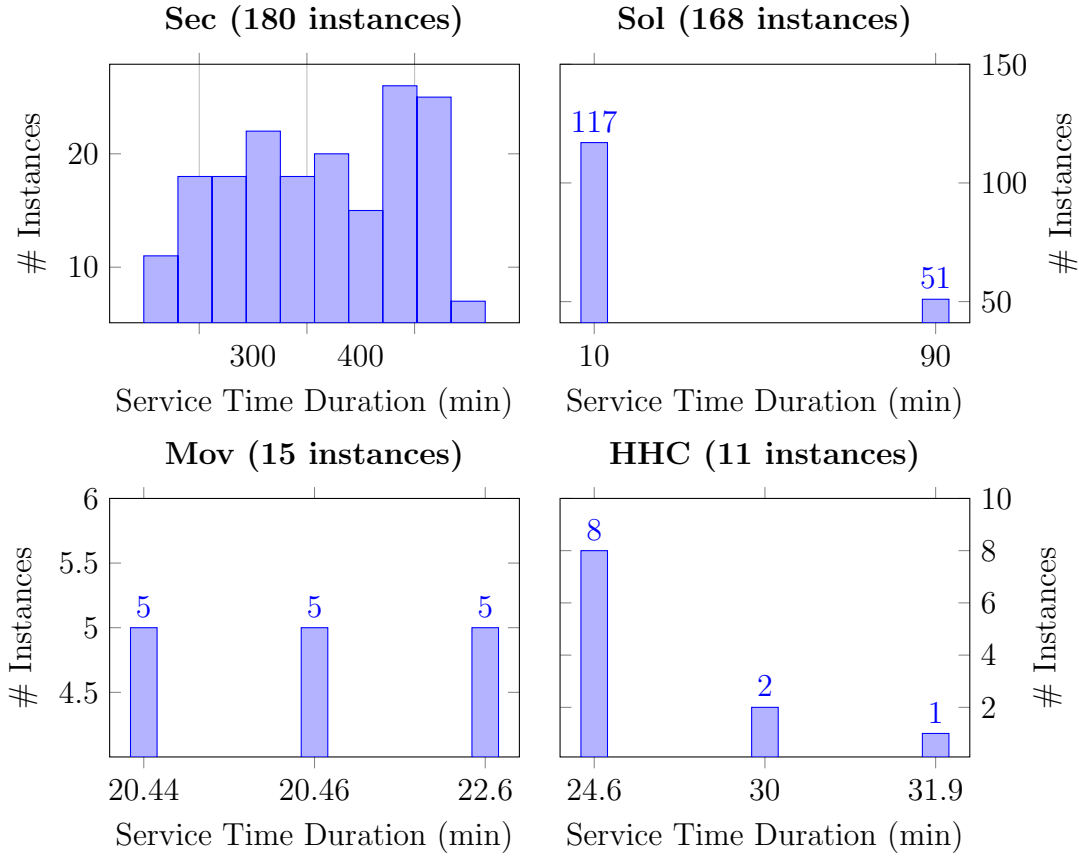 Sec (180 instances)
# Instances
20
10
300 400
Service Time Duration (min)
Sol (168 instances)
150
100
50
# Instances
117
51
10 90
Service Time Duration (min)
Mov (15 instances)
# Instances
6
5.5
5
4.5
5 5 5
20.44 20.46 22.6
Service Time Duration (min)
HHC (11 instances)
10
8
6
4
2
# Instances
8
2
1
24.6 30 31.9
Service Time Duration (min)